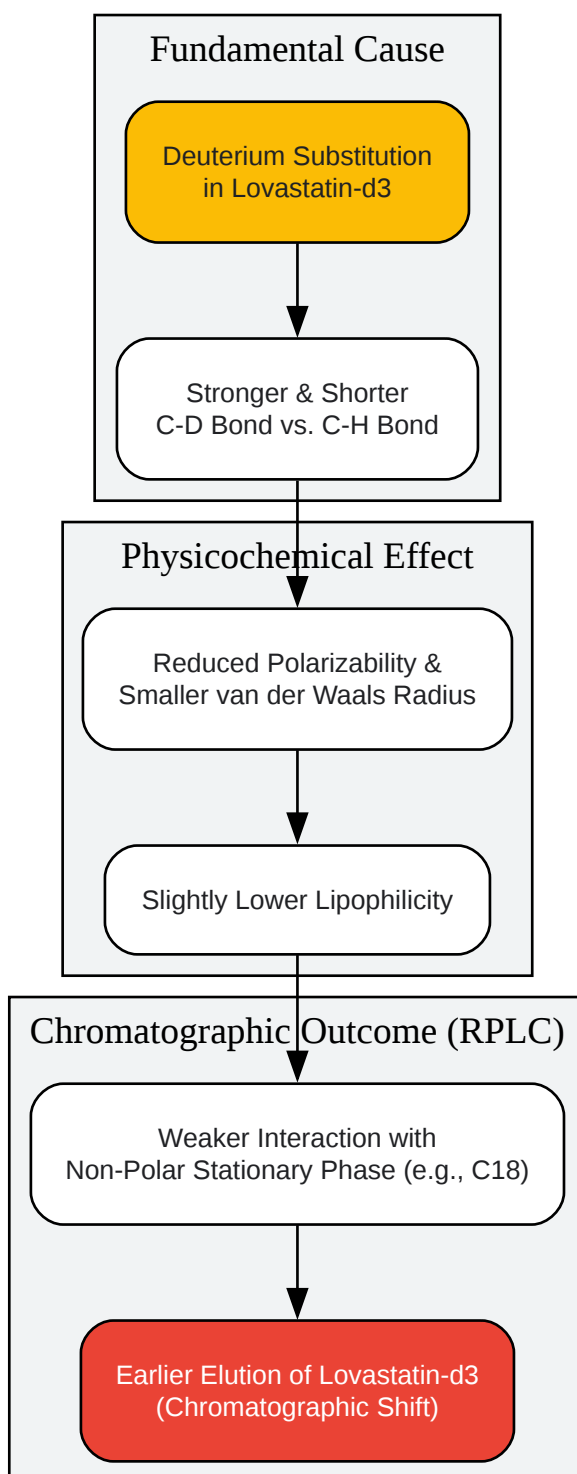 Fundamental Cause
Deuterium Substitution
in Lovastatin-d3
Stronger & Shorter
C-D Bond vs. C-H Bond
Physicochemical Effect
Reduced Polarizability &
Smaller van der Waals Radius
Slightly Lower Lipophilicity
Chromatographic Outcome (RPLC)
Weaker Interaction with
Non-Polar Stationary Phase (e.g., C18)
Earlier Elution of Lovastatin-d3
(Chromatographic Shift)